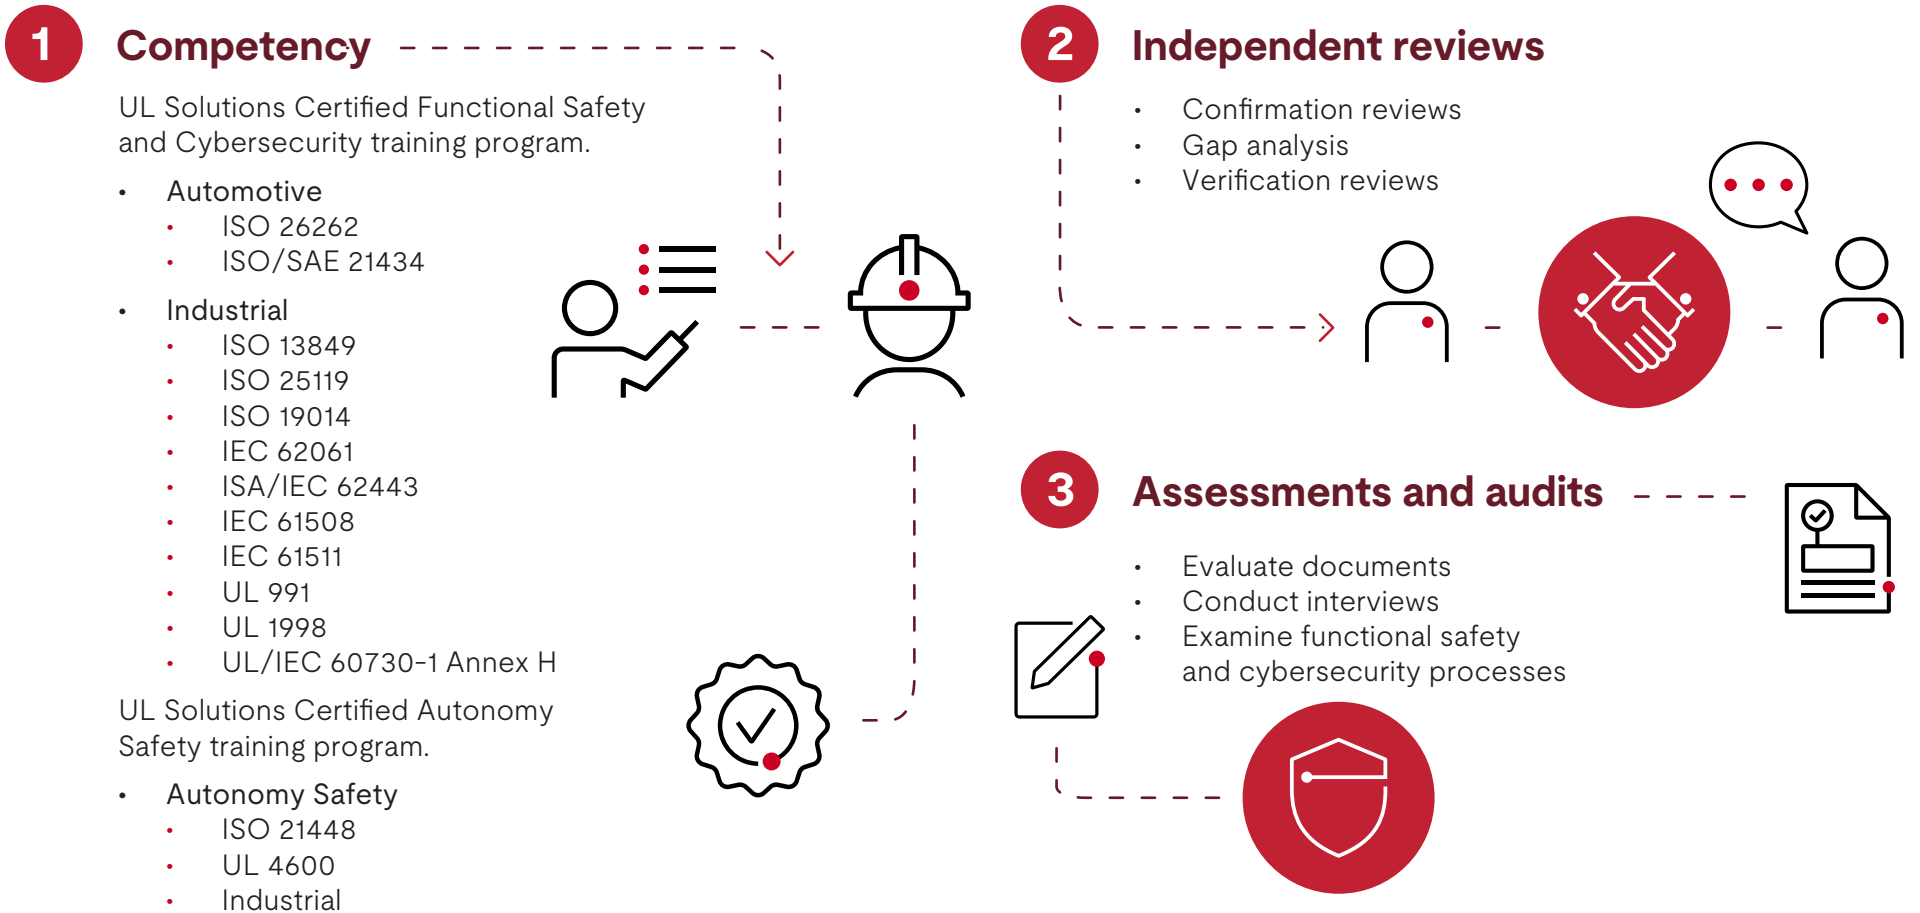 1
Competency
UL Solutions Certified Functional Safety
and Cybersecurity training program.
• Automotive
• ISO 26262
• ISO/SAE 21434
• Industrial
• ISO 13849
• ISO 25119
• ISO 19014
• IEC 62061
• ISA/IEC 62443
• IEC 61508
• IEC 61511
• UL 991
• UL 1998
• UL/IEC 60730-1 Annex H
UL Solutions Certified Autonomy
Safety training program.
• Autonomy Safety
• ISO 21448
• UL 4600
• Industrial
2
Independent reviews
• Confirmation reviews
• Gap analysis
• Verification reviews
3
Assessments and audits
• Evaluate documents
• Conduct interviews
• Examine functional safety
and cybersecurity processes